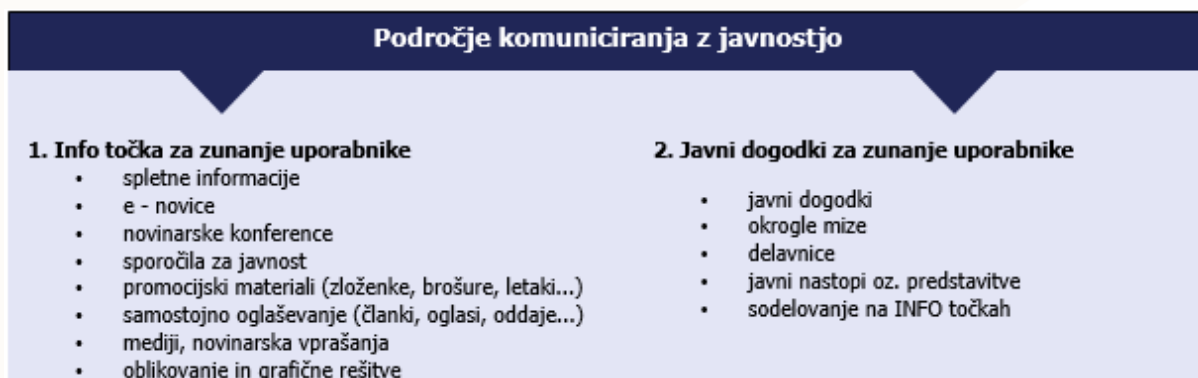 Področje komuniciranja z javnostjo
1. Info točka za zunanje uporabnike
• spletne informacije
• e - novice
• novinarske konference
• sporočila za javnost
• promocijski materiali (zloženke, brošure, letaki...)
• samostojno oglaševanje (članki, oglasi, oddaje...)
• mediji, novinarska vprašanja
• oblikovanje in grafične rešitve
2. Javni dogodki za zunanje uporabnike
• javni dogodki
• okrogle mize
• delavnice
• javni nastopi oz. predstavitve
• sodelovanje na INFO točkah